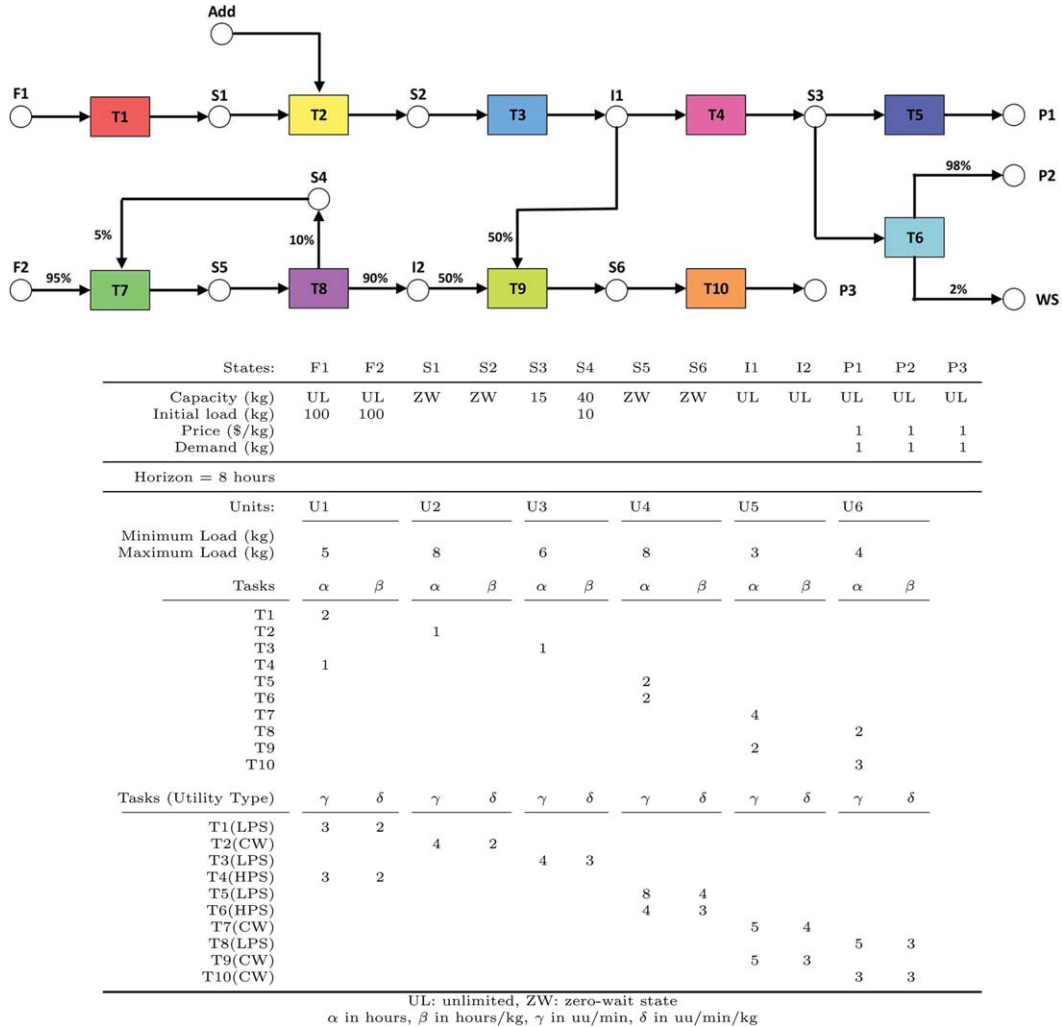 Add
F1 T1 S1 T2 S2 T3 I1 T4 S3 T5 P1
98% P2
S4
5% 10% 50% T6
F2 95% T7 S5 T8 90% I2 50% T9 S6 T10 P3 2% WS
States: F1 F2 S1 S2 S3 S4 S5 S6 I1 I2 P1 P2 P3
Capacity (kg) UL UL ZW ZW 15 40 ZW ZW UL UL UL UL UL
Initial load (kg) 100 100 10
Price ($/kg) 1 1 1
Demand (kg) 1 1 1
Horizon = 8 hours
Units: U1 U2 U3 U4 U5 U6
Minimum Load (kg)
Maximum Load (kg) 5 8 6 8 3 4
Tasks α β α β α β α β α β α β
T1 2
T2 1
T3 1
T4 1
T5 2
T6 2
T7 4
T8 2
T9 2
T10 3
Tasks (Utility Type) γ δ γ δ γ δ γ δ γ δ γ δ
T1(LPS) 3 2
T2(CW) 4 2
T3(LPS) 4 3
T4(HPS) 3 2
T5(LPS) 8 4
T6(HPS) 4 3
T7(CW) 5 4
T8(LPS) 5 3
T9(CW) 5 3
T10(CW) 3 3
UL: unlimited, ZW: zero-wait state
α in hours, β in hours/kg, γ in uu/min, δ in uu/min/kg